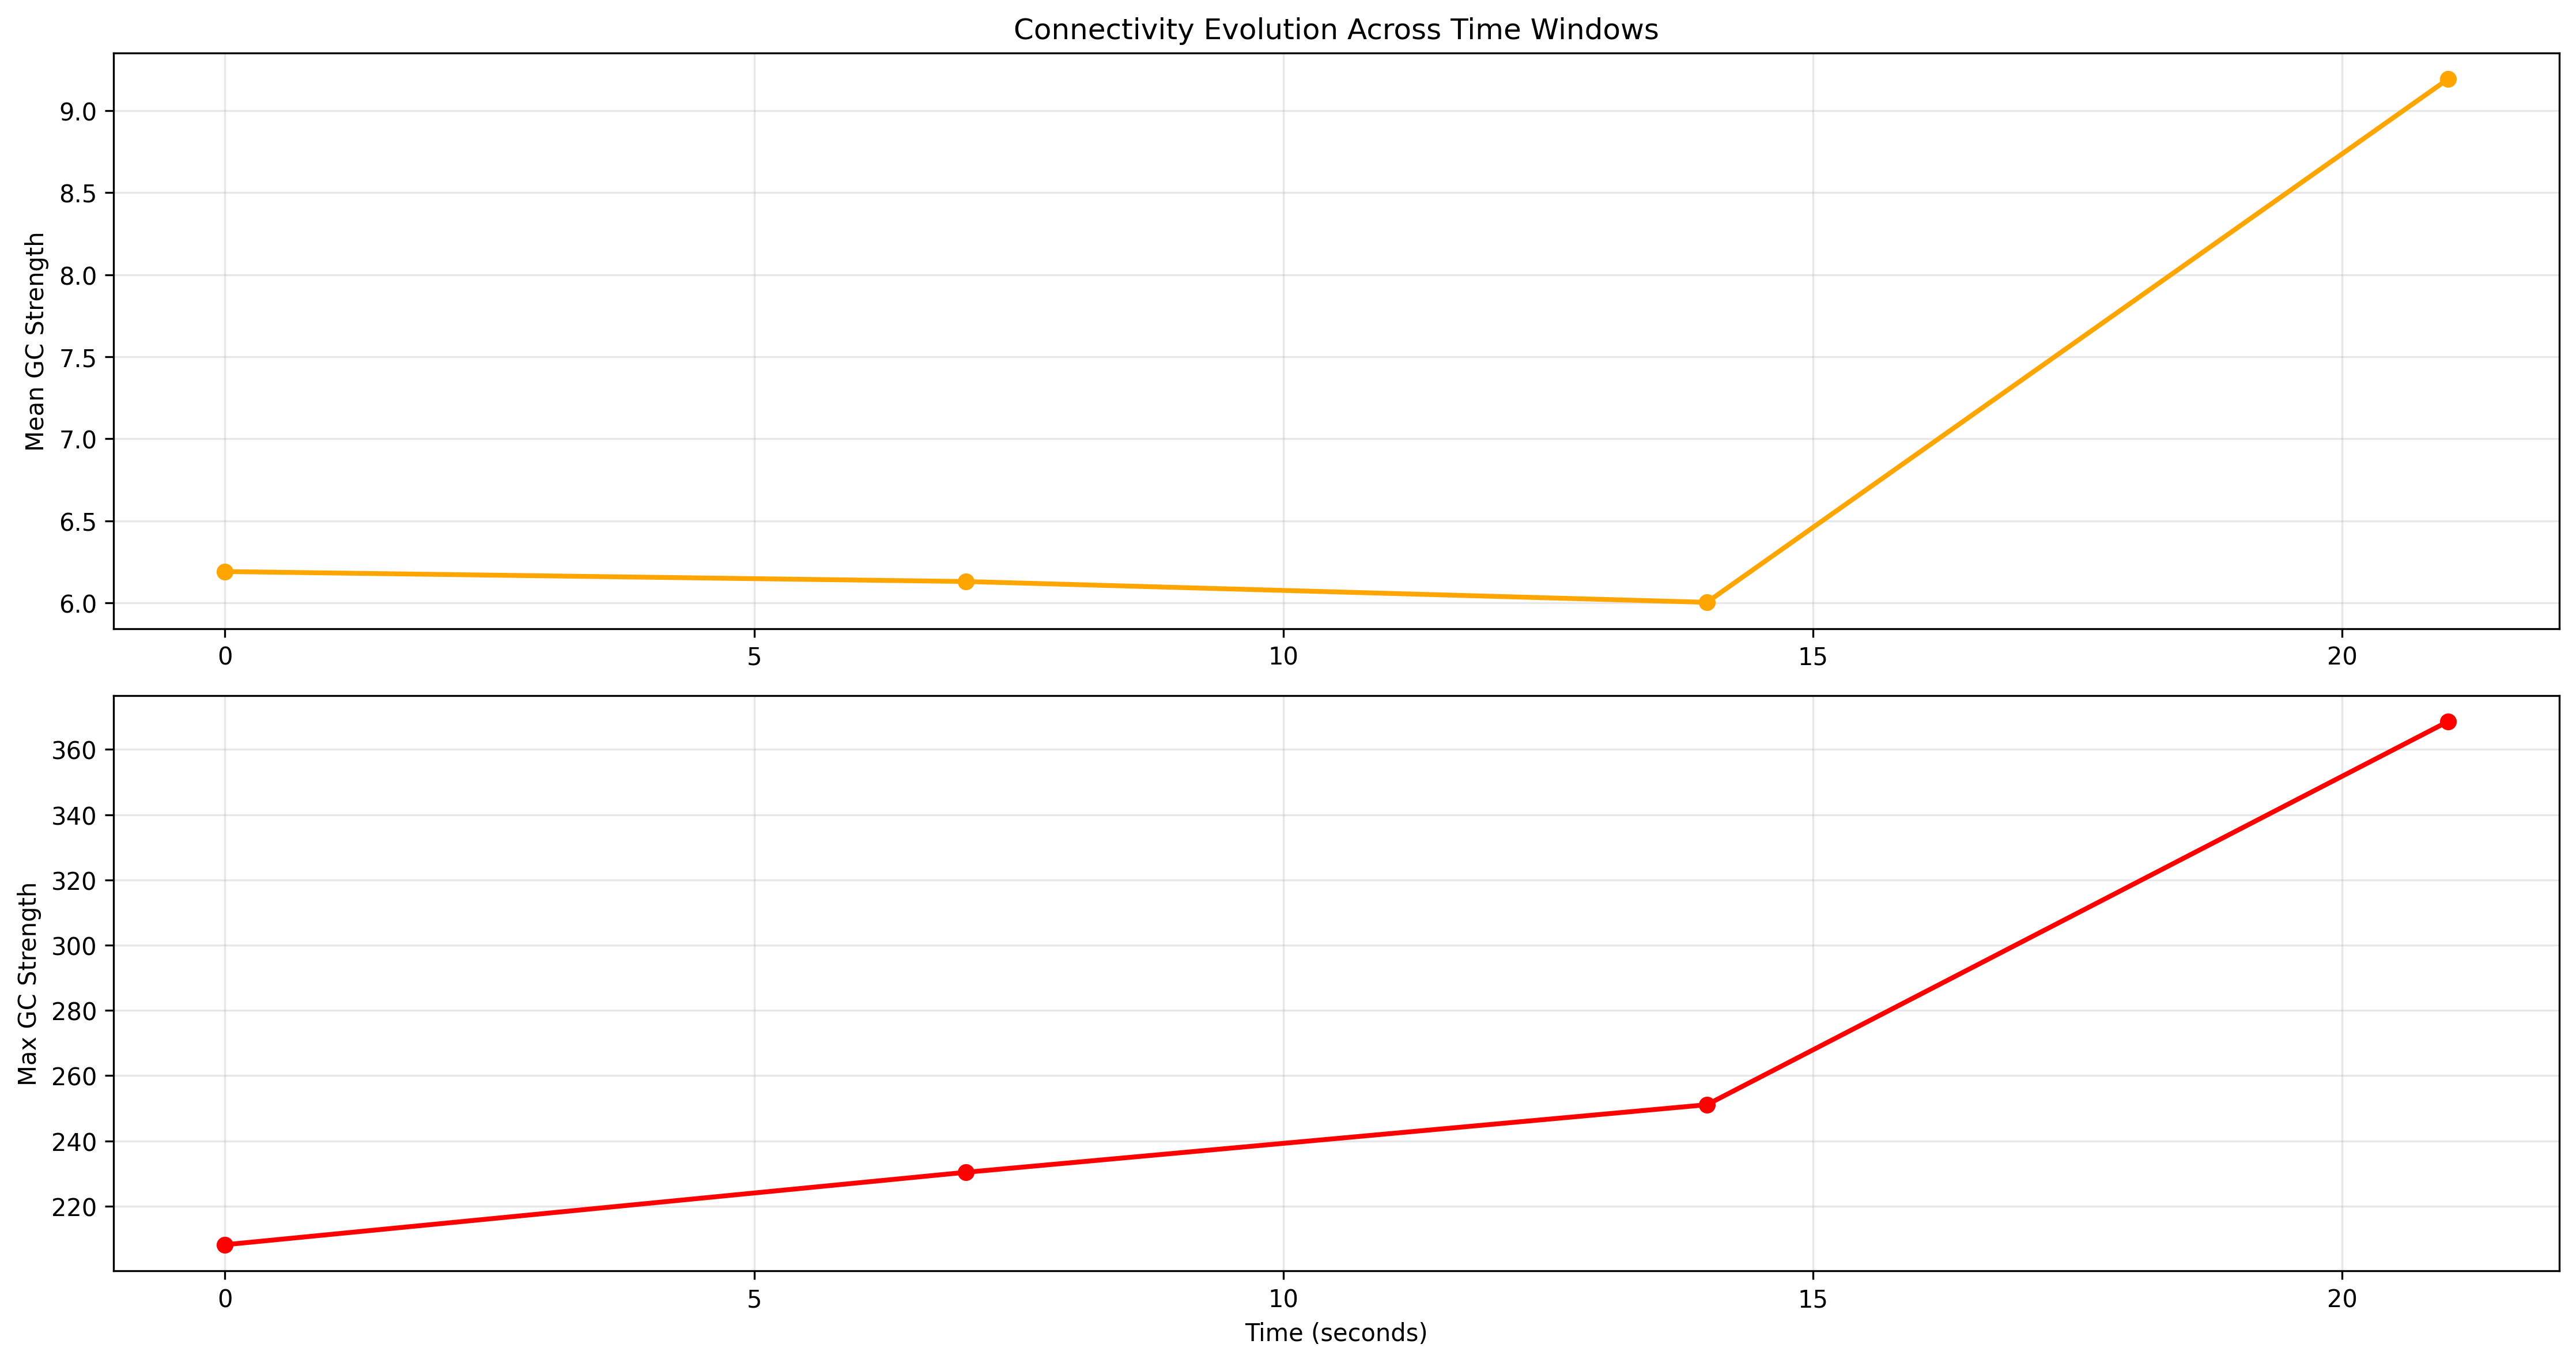 Connectivity Evolution Across Time Windows
Mean GC Strength
9.0
8.5
8.0
7.5
7.0
6.5
6.0
0 5 10 15 20
Max GC Strength
360
340
320
300
280
260
240
220
0 5 10 15 20
Time (seconds)